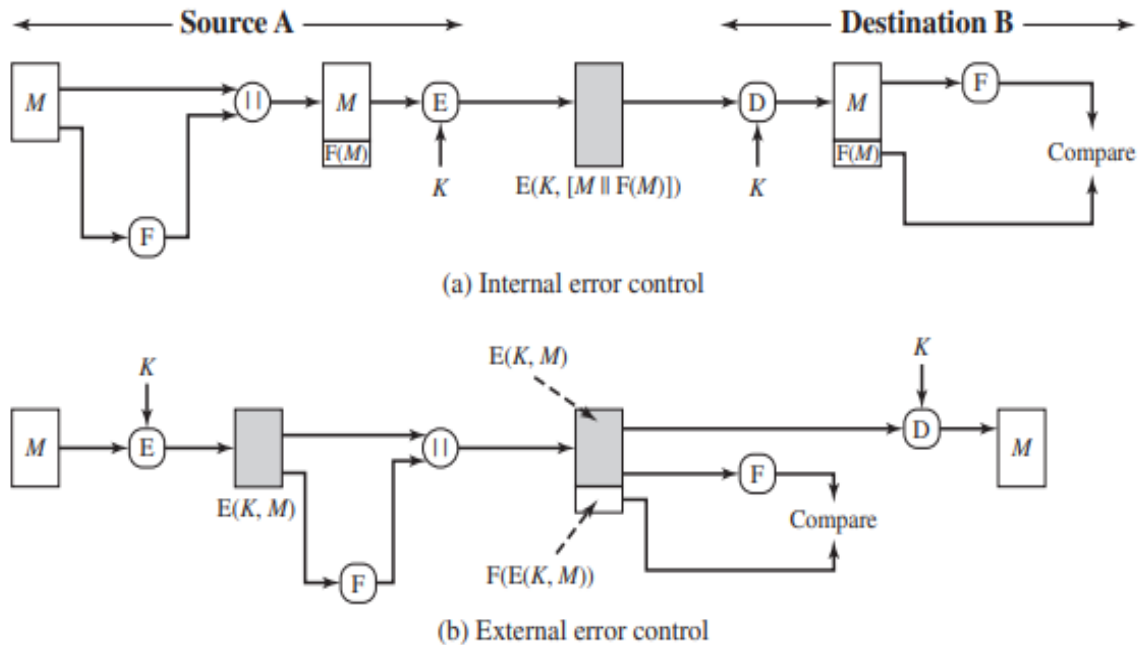 Source A
Destination B
M
||
M
F(M)
E
K
E(K, [M || F(M)])
D
K
M
F(M)
F
Compare
F
(a) Internal error control
M
K
E
E(K, M)
||
F
E(K, M)
F(E(K, M))
F
Compare
K
D
M
(b) External error control